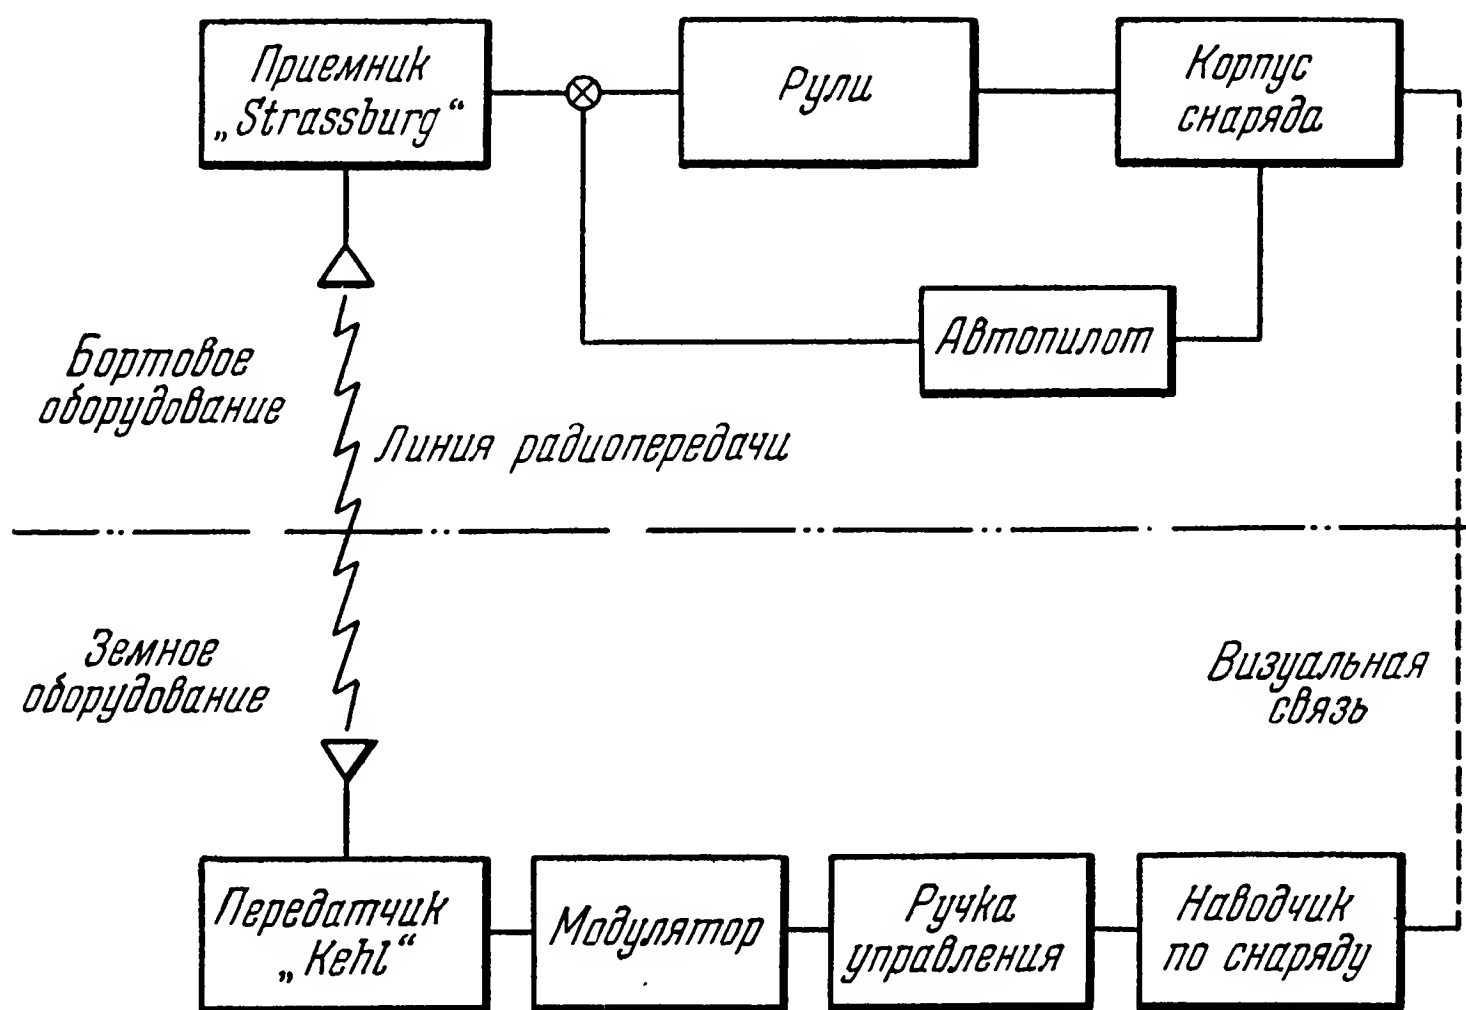 Приемник
„Strassburg“
Рули
Корпус
снаряда
Автопилот
Бортовое
оборудование
Линия радиопередачи
Земное
оборудование
Визуальная
связь
Передатчик
„Kehl“
Модулятор
Ручка
управления
Наводчик
по снаряду